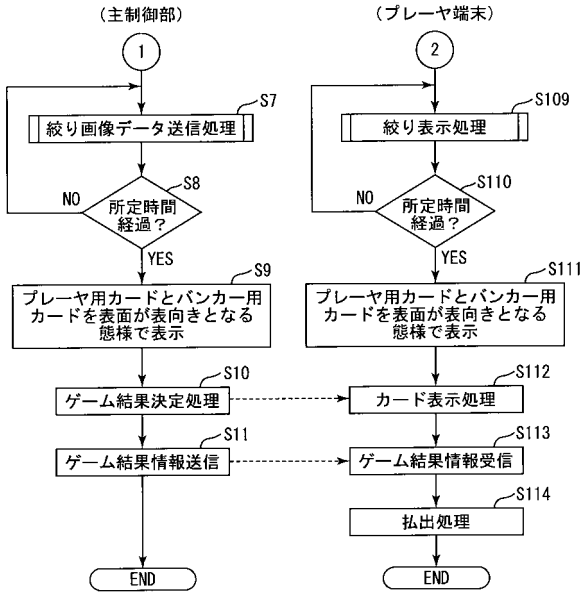 (主制御部)
1
S7
絞り画像データ送信処理
S8
所定時間
経過?
NO
YES
S9
プレーヤ用カードとバンカー用
カードを表面が表向きとなる
態様で表示
S10
ゲーム結果決定処理
S11
ゲーム結果情報送信
END
(プレーヤ端末)
2
S109
絞り表示処理
S110
所定時間
経過?
NO
YES
S111
プレーヤ用カードとバンカー用
カードを表面が表向きとなる
態様で表示
S112
カード表示処理
S113
ゲーム結果情報受信
S114
払出処理
END